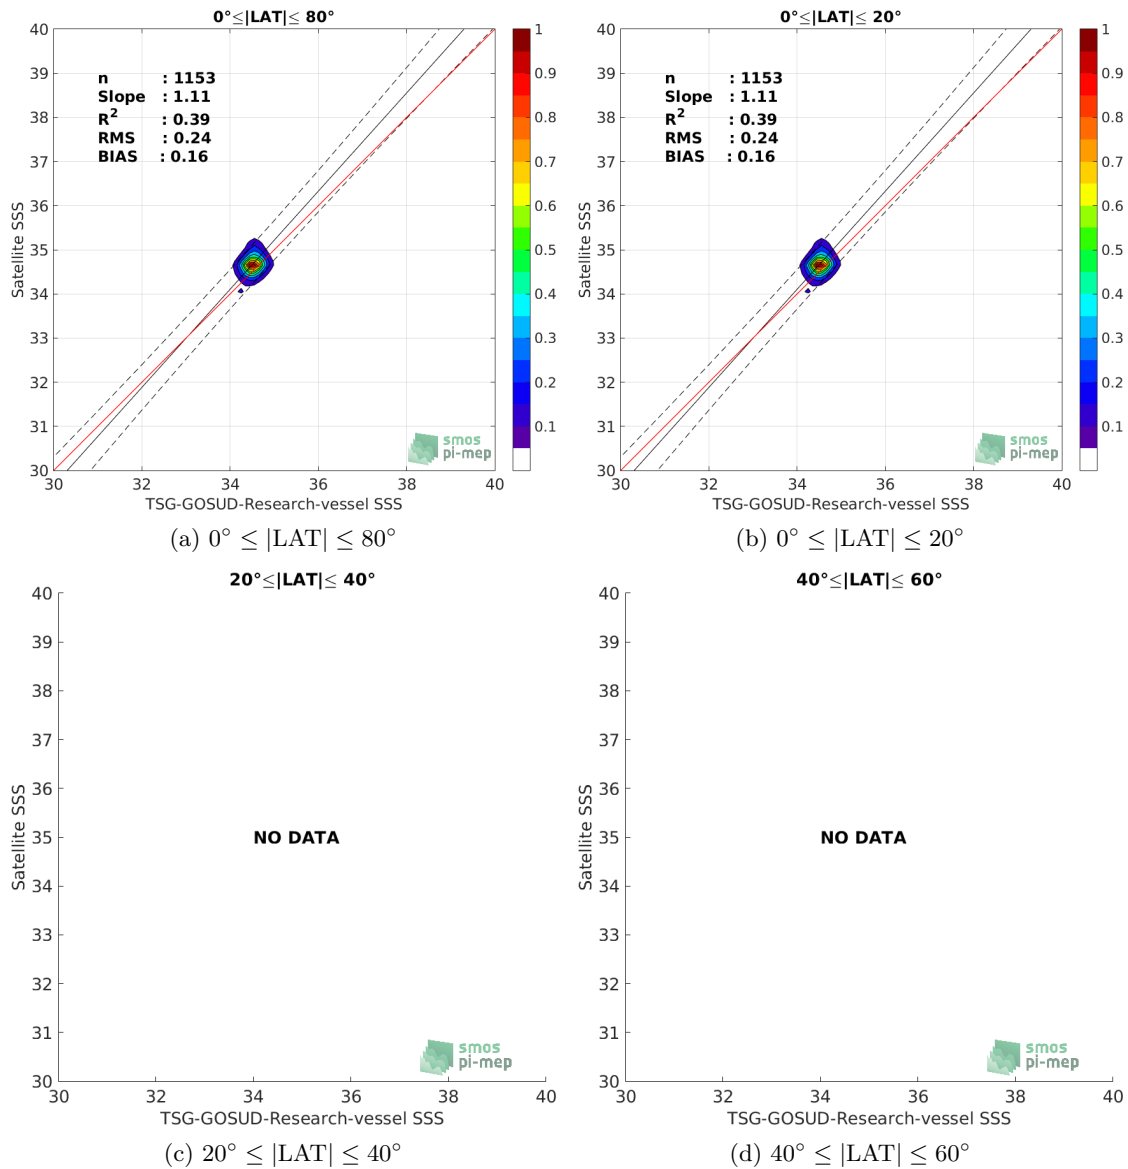 0°≤|LAT|≤ 80°
40
39
38
37
36
35
34
33
32
31
30
n : 1153
Slope : 1.11
R² : 0.39
RMS : 0.24
BIAS : 0.16
Satellite SSS
smos
pi-mep
30 32 34 36 38 40
TSG-GOSUD-Research-vessel SSS
1
0.9
0.8
0.7
0.6
0.5
0.4
0.3
0.2
0.1
(a) 0° ≤ |LAT| ≤ 80°
0°≤|LAT|≤ 20°
40
39
38
37
36
35
34
33
32
31
30
n : 1153
Slope : 1.11
R² : 0.39
RMS : 0.24
BIAS : 0.16
Satellite SSS
smos
pi-mep
30 32 34 36 38 40
TSG-GOSUD-Research-vessel SSS
1
0.9
0.8
0.7
0.6
0.5
0.4
0.3
0.2
0.1
(b) 0° ≤ |LAT| ≤ 20°
20°≤|LAT|≤ 40°
40
39
38
37
36
35
34
33
32
31
30
Satellite SSS
NO DATA
smos
pi-mep
30 32 34 36 38 40
TSG-GOSUD-Research-vessel SSS
(c) 20° ≤ |LAT| ≤ 40°
40°≤|LAT|≤ 60°
40
39
38
37
36
35
34
33
32
31
30
Satellite SSS
NO DATA
smos
pi-mep
30 32 34 36 38 40
TSG-GOSUD-Research-vessel SSS
(d) 40° ≤ |LAT| ≤ 60°